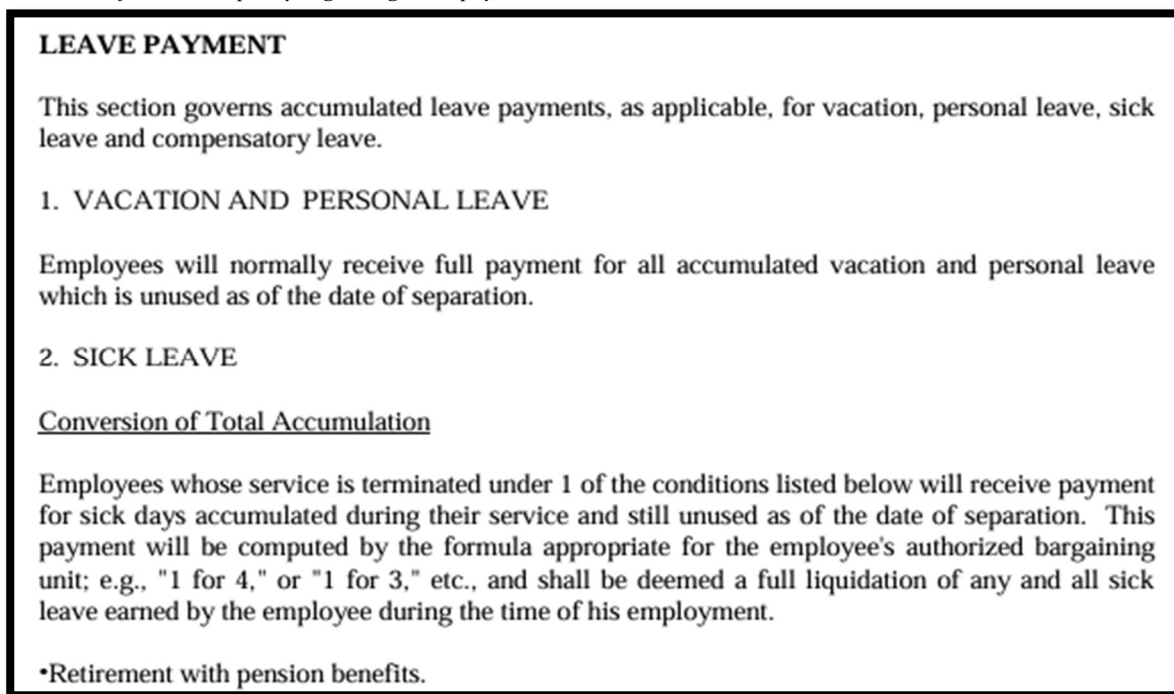 LEAVE PAYMENT
This section governs accumulated leave payments, as applicable, for vacation, personal leave, sick
leave and compensatory leave.
1. VACATION AND PERSONAL LEAVE
Employees will normally receive full payment for all accumulated vacation and personal leave
which is unused as of the date of separation.
2. SICK LEAVE
Conversion of Total Accumulation
Employees whose service is terminated under 1 of the conditions listed below will receive payment
for sick days accumulated during their service and still unused as of the date of separation. This
payment will be computed by the formula appropriate for the employee's authorized bargaining
unit; e.g., "1 for 4," or "1 for 3," etc., and shall be deemed a full liquidation of any and all sick
leave earned by the employee during the time of his employment.
•Retirement with pension benefits.